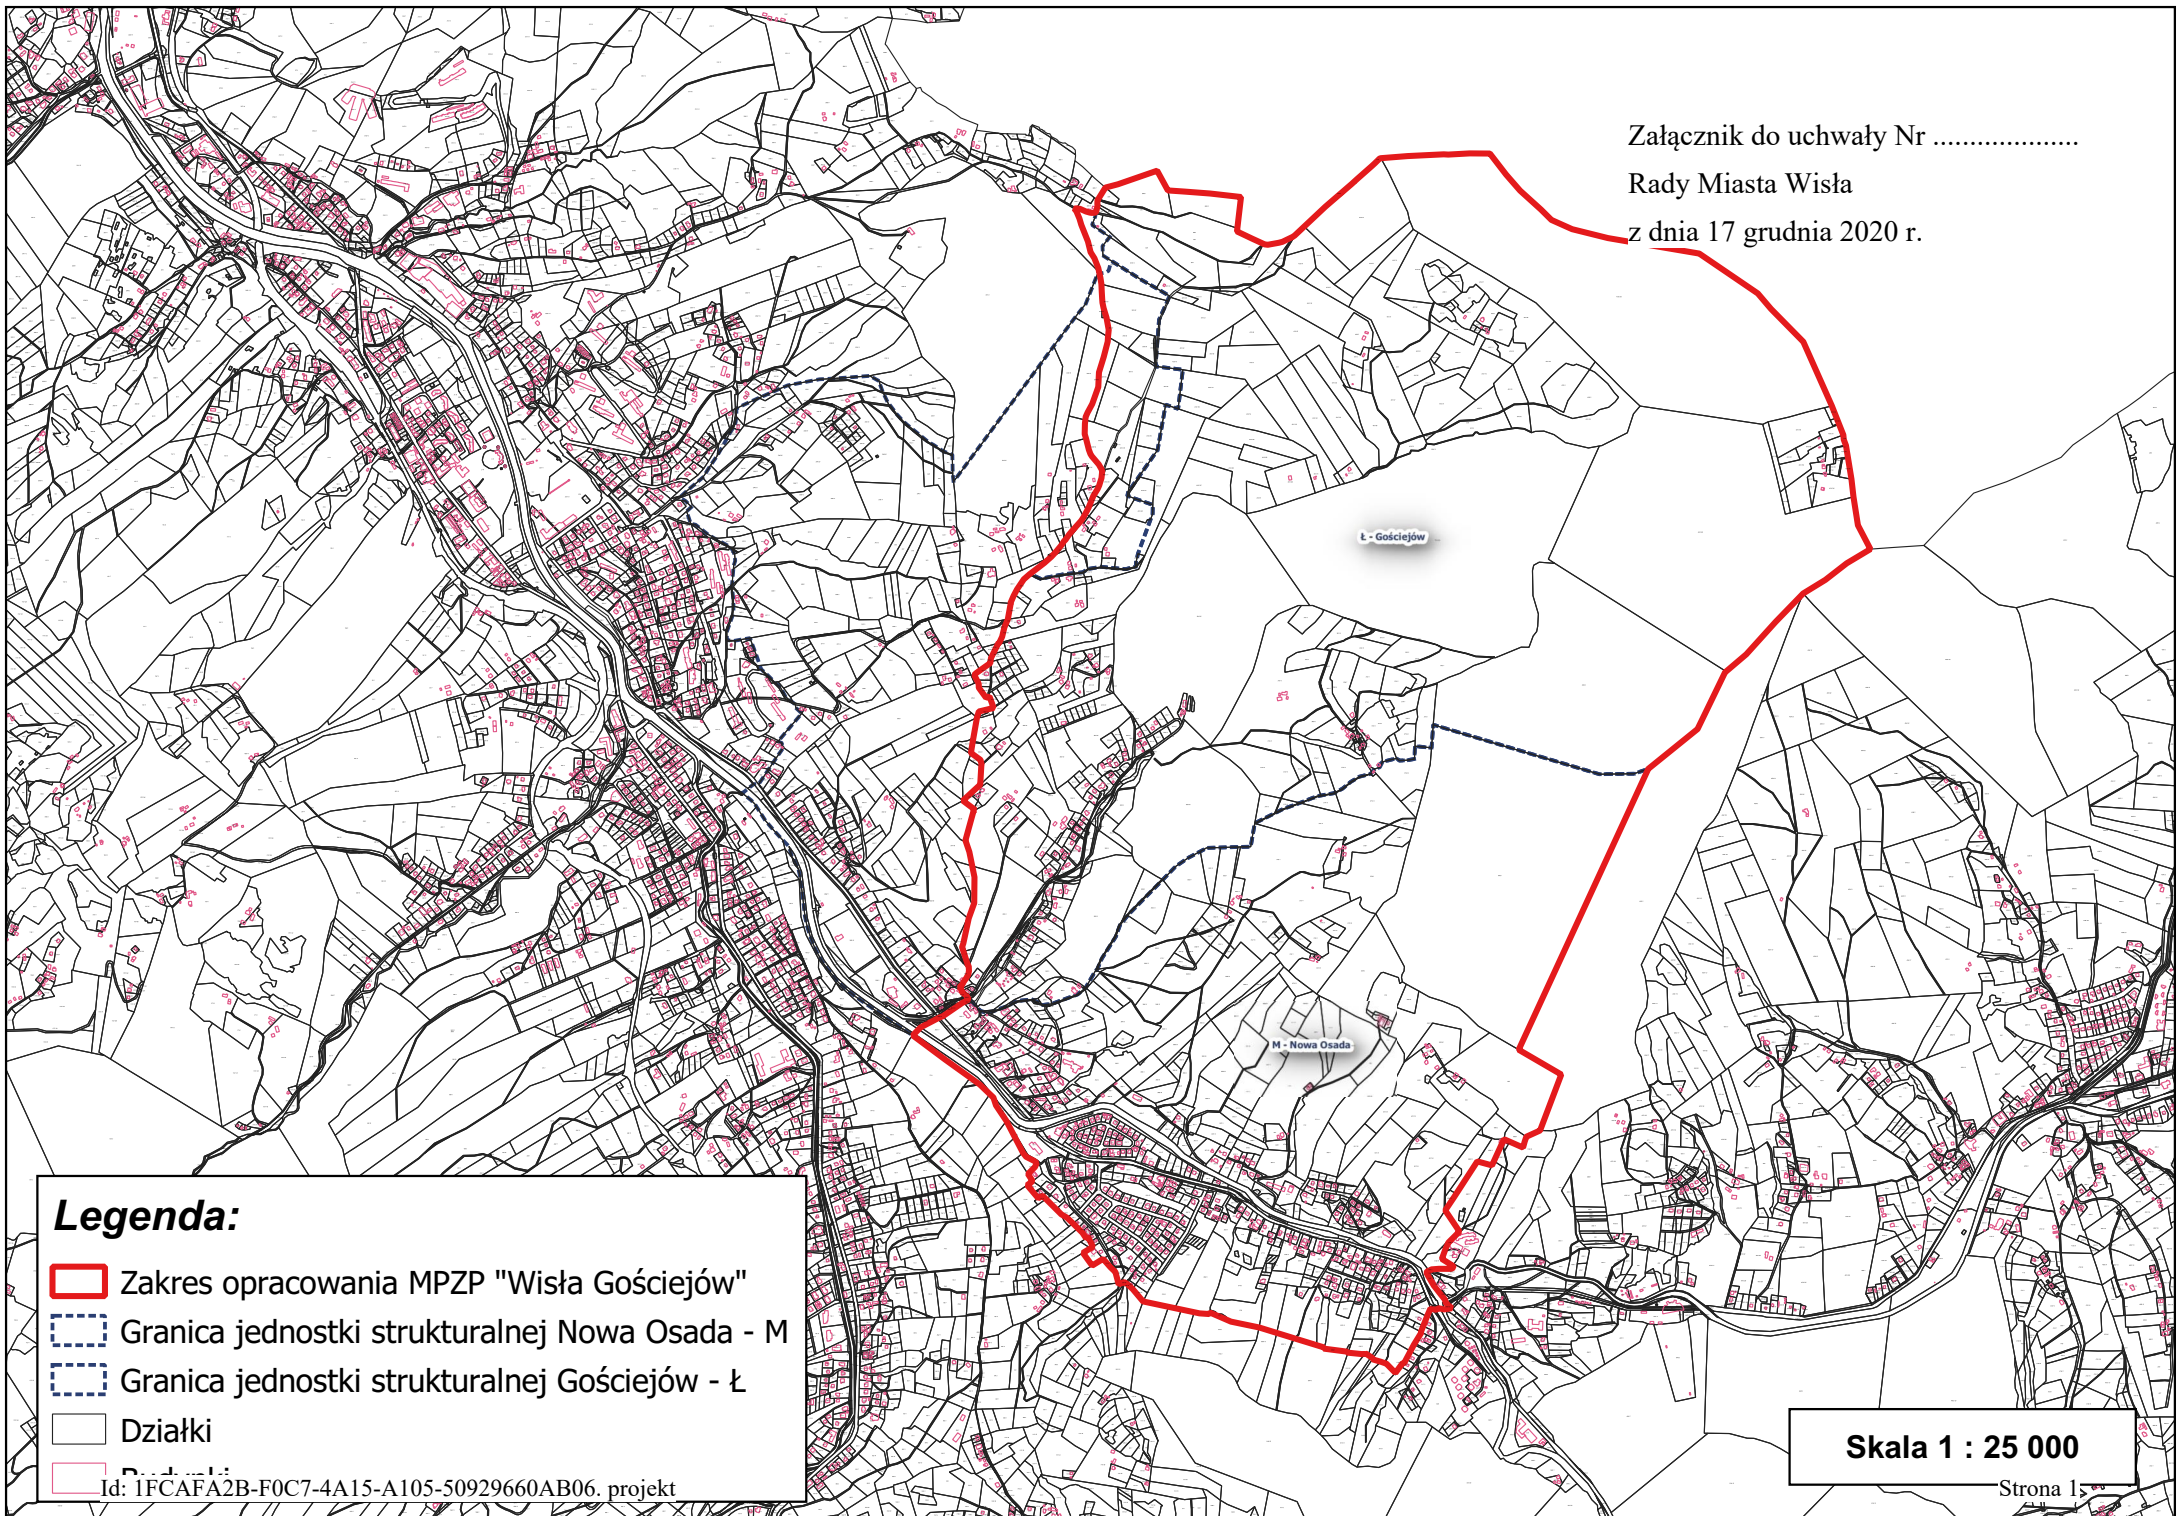 Załącznik do uchwały Nr ....................
Rady Miasta Wisła
z dnia 17 grudnia 2020 r.
Ł - Gościejów
M - Nowa Osada
Legenda:
Zakres opracowania MPZP "Wisła Gościejów"
Granica jednostki strukturalnej Nowa Osada - M
Granica jednostki strukturalnej Gościejów - Ł
Działki
Budynki
Id: 1FCAFA2B-F0C7-4A15-A105-50929660AB06. projekt
Skala 1 : 25 000
Strona 1